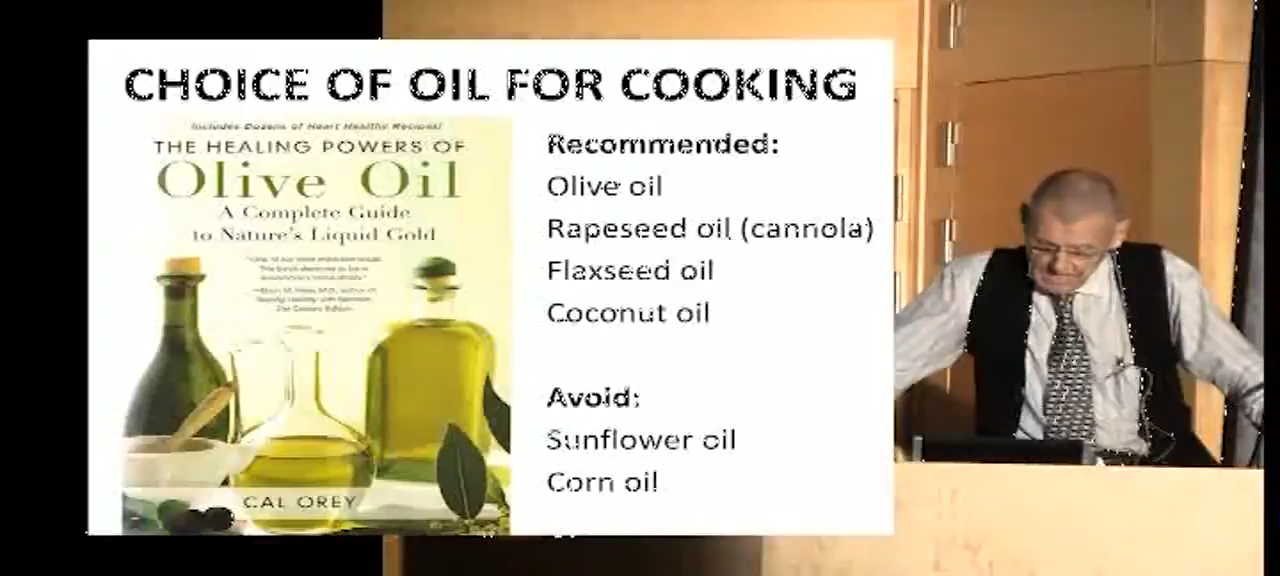 CHOICE OF OIL FOR COOKING
Includes Dozens of Heart Healthy Recipes!
THE HEALING POWERS OF
Olive Oil
A Complete Guide
to Nature's Liquid Gold
CAL OREY
Recommended:
Olive oil
Rapeseed oil (cannola)
Flaxseed oil
Coconut oil
Avoid:
Sunflower oil
Corn oil